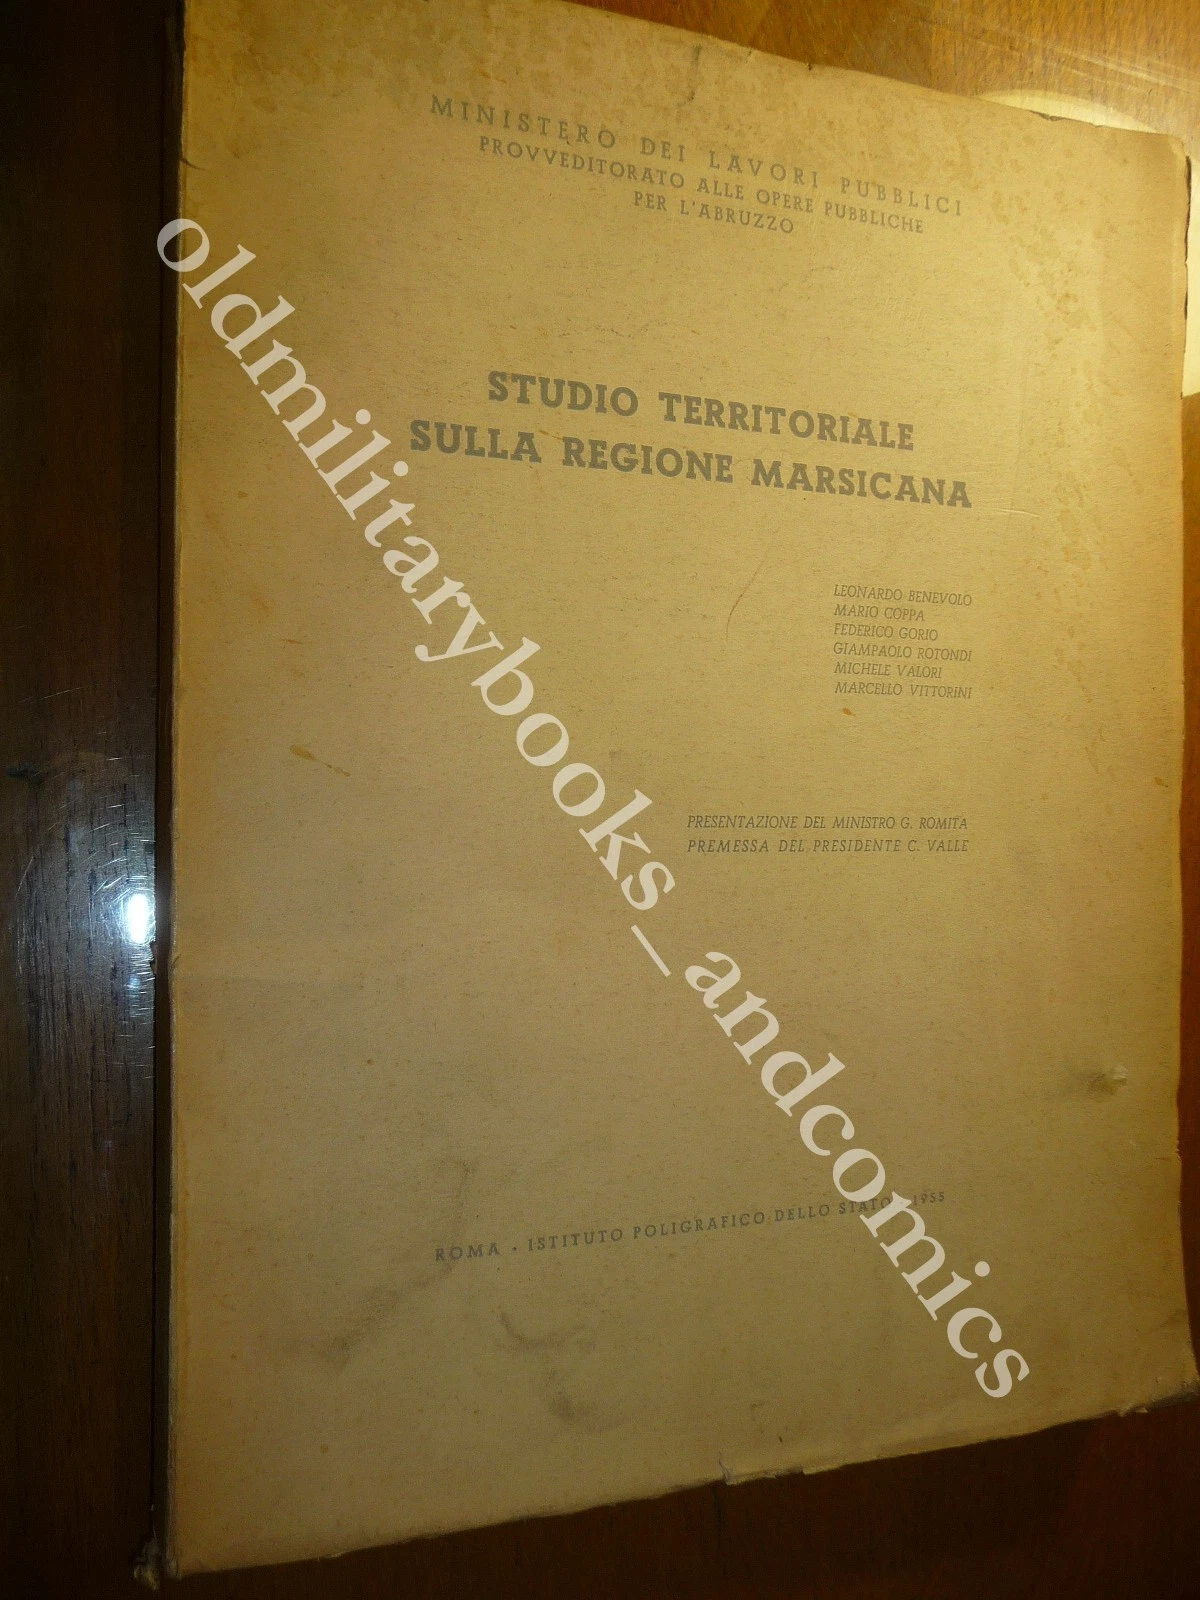 MINISTERO DEI LAVORI PUBBLICI
PROVVEDITORATO ALLE OPERE PUBBLICHE
PER L'ABRUZZO
STUDIO TERRITORIALE
SULLA REGIONE MARSICANA
LEONARDO BENEVOLO
MARIO COPPA
FEDERICO GORIO
GIAMPAOLO ROTONDI
MICHELE VALORI
MARCELLO VITTORINI
PRESENTAZIONE DEL MINISTRO G. ROMITA
PREMESSA DEL PRESIDENTE C. VALLE
ROMA - ISTITUTO POLIGRAFICO DELLO STATO 1955
oldmilitarybooks_andcomics